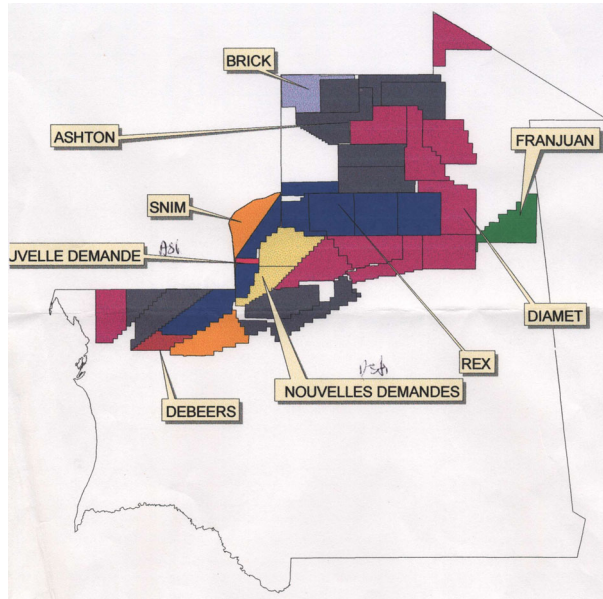 BRICK
ASHTON
FRANJUAN
SNIM
UVELLE DEMANDE
DIAMET
REX
NOUVELLES DEMANDES
DEBEERS